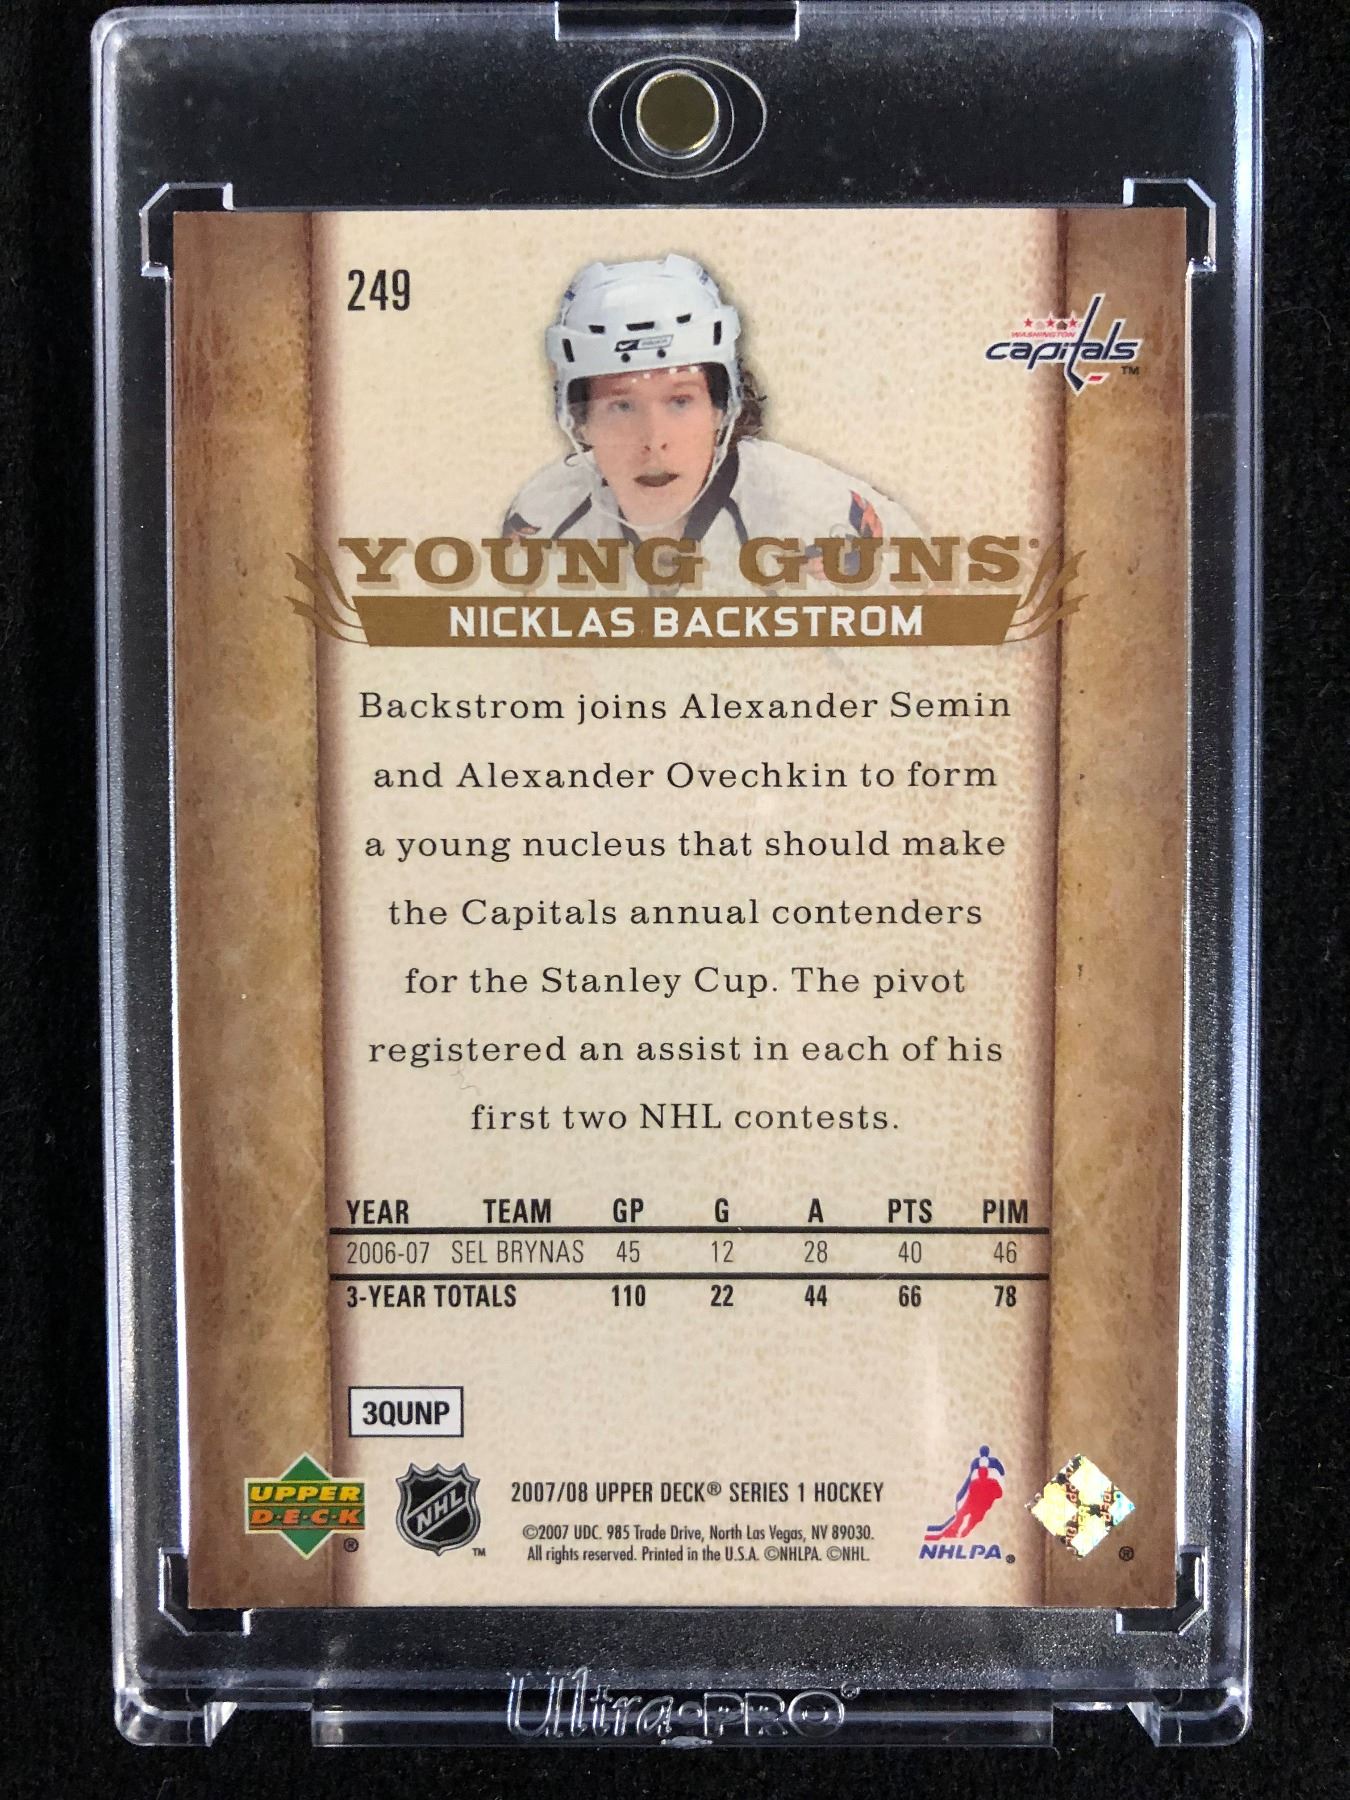 249
WASHINGTON
capitals™
YOUNG GUNS®
NICKLAS BACKSTROM
Backstrom joins Alexander Semin
and Alexander Ovechkin to form
a young nucleus that should make
the Capitals annual contenders
for the Stanley Cup. The pivot
registered an assist in each of his
first two NHL contests.
YEAR TEAM GP G A PTS PIM
2006-07 SEL BRYNAS 45 12 28 40 46
3-YEAR TOTALS 110 22 44 66 78
3QUNP
UPPER
D·E·C·K ®
NHL ™
2007/08 UPPER DECK® SERIES 1 HOCKEY
©2007 UDC. 985 Trade Drive, North Las Vegas, NV 89030.
All rights reserved. Printed in the U.S.A. ©NHLPA. ©NHL.
NHLPA®
®
Ultra·PRO®